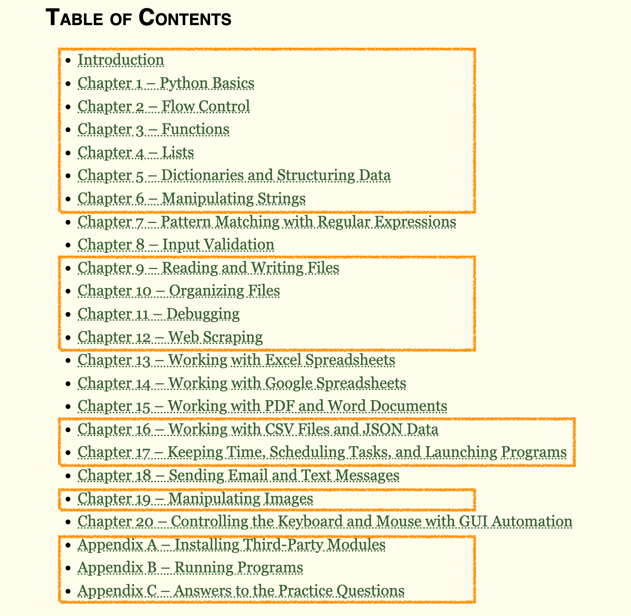 Table of Contents
Introduction
Chapter 1 – Python Basics
Chapter 2 – Flow Control
Chapter 3 – Functions
Chapter 4 – Lists
Chapter 5 – Dictionaries and Structuring Data
Chapter 6 – Manipulating Strings
Chapter 7 – Pattern Matching with Regular Expressions
Chapter 8 – Input Validation
Chapter 9 – Reading and Writing Files
Chapter 10 – Organizing Files
Chapter 11 – Debugging
Chapter 12 – Web Scraping
Chapter 13 – Working with Excel Spreadsheets
Chapter 14 – Working with Google Spreadsheets
Chapter 15 – Working with PDF and Word Documents
Chapter 16 – Working with CSV Files and JSON Data
Chapter 17 – Keeping Time, Scheduling Tasks, and Launching Programs
Chapter 18 – Sending Email and Text Messages
Chapter 19 – Manipulating Images
Chapter 20 – Controlling the Keyboard and Mouse with GUI Automation
Appendix A – Installing Third-Party Modules
Appendix B – Running Programs
Appendix C – Answers to the Practice Questions